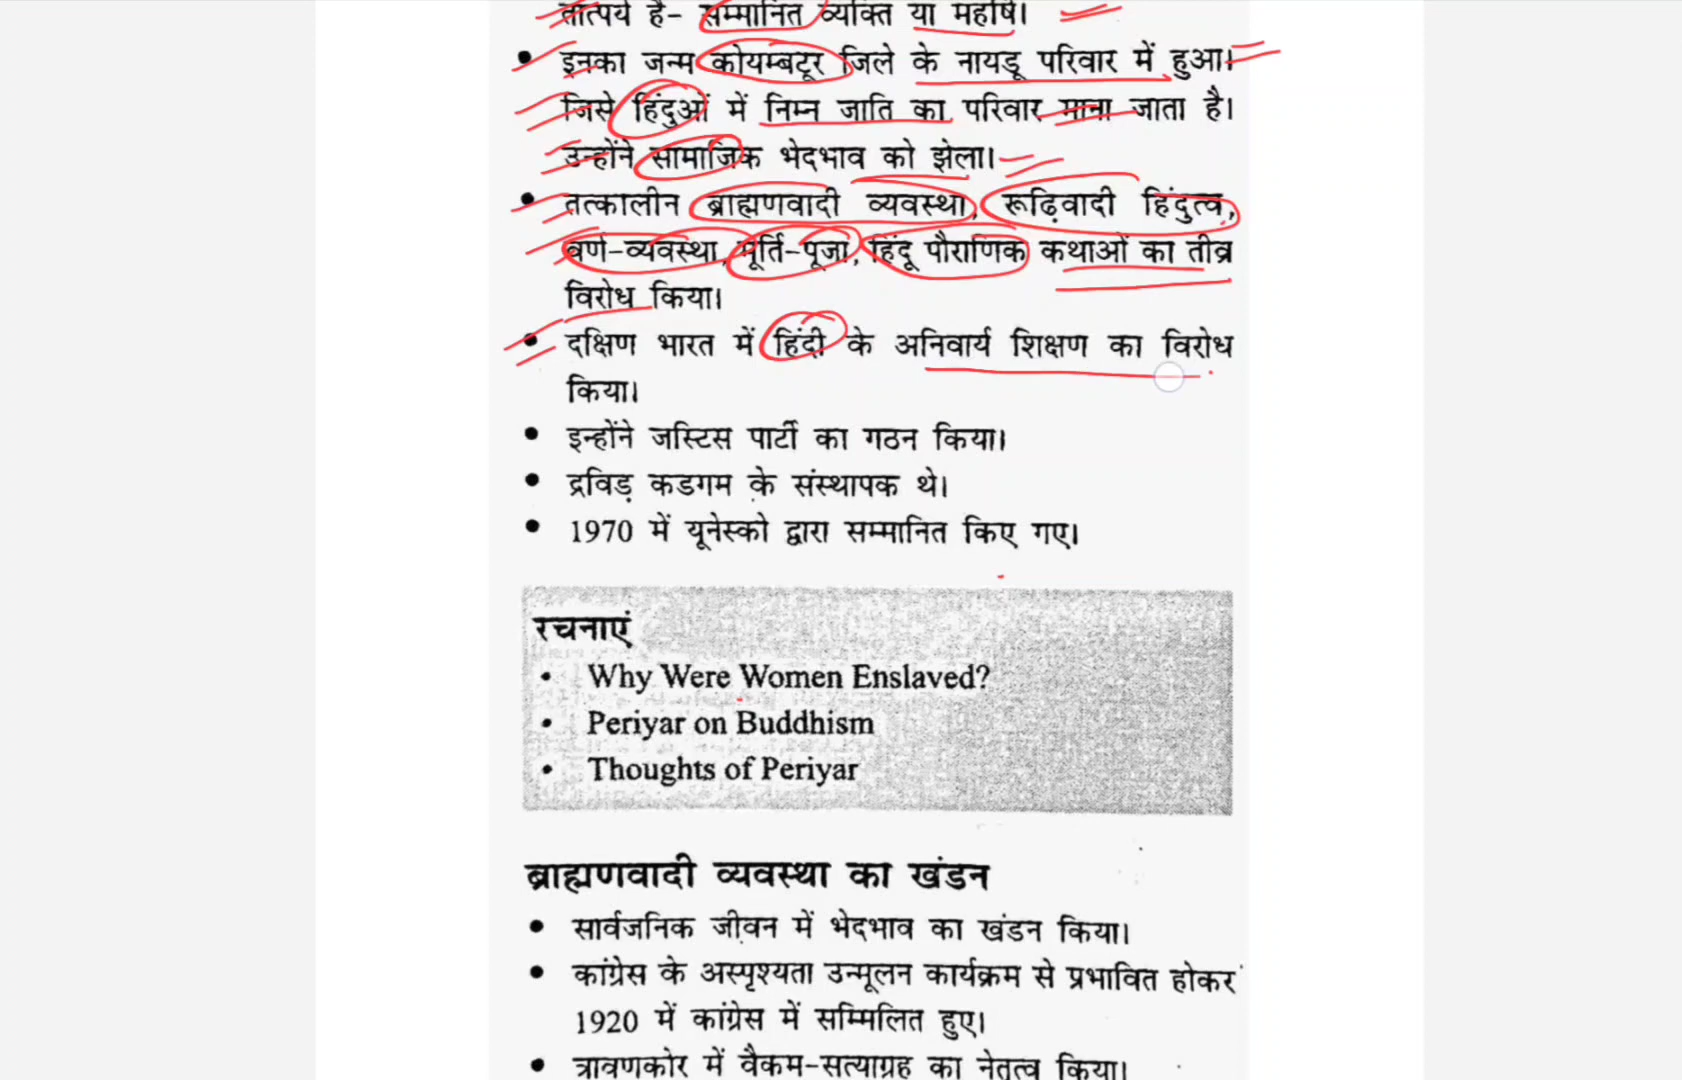 तात्पर्य है- सम्मानित व्यक्ति या महर्षि।
• इनका जन्म कोयम्बटूर जिले के नायडू परिवार में हुआ।
जिसे हिंदुओं में निम्न जाति का परिवार माना जाता है।
उन्होंने सामाजिक भेदभाव को झेला।
• तत्कालीन ब्राह्मणवादी व्यवस्था, रूढ़िवादी हिंदुत्व,
वर्ण-व्यवस्था, मूर्ति-पूजा, हिंदू पौराणिक कथाओं का तीव्र
विरोध किया।
• दक्षिण भारत में हिंदी के अनिवार्य शिक्षण का विरोध
किया।
• इन्होंने जस्टिस पार्टी का गठन किया।
• द्रविड़ कडगम के संस्थापक थे।
• 1970 में यूनेस्को द्वारा सम्मानित किए गए।
रचनाएं
• Why Were Women Enslaved?
• Periyar on Buddhism
• Thoughts of Periyar
ब्राह्मणवादी व्यवस्था का खंडन
• सार्वजनिक जीवन में भेदभाव का खंडन किया।
• कांग्रेस के अस्पृश्यता उन्मूलन कार्यक्रम से प्रभावित होकर
1920 में कांग्रेस में सम्मिलित हुए।
• त्रावणकोर में वैकम-सत्याग्रह का नेतृत्व किया।